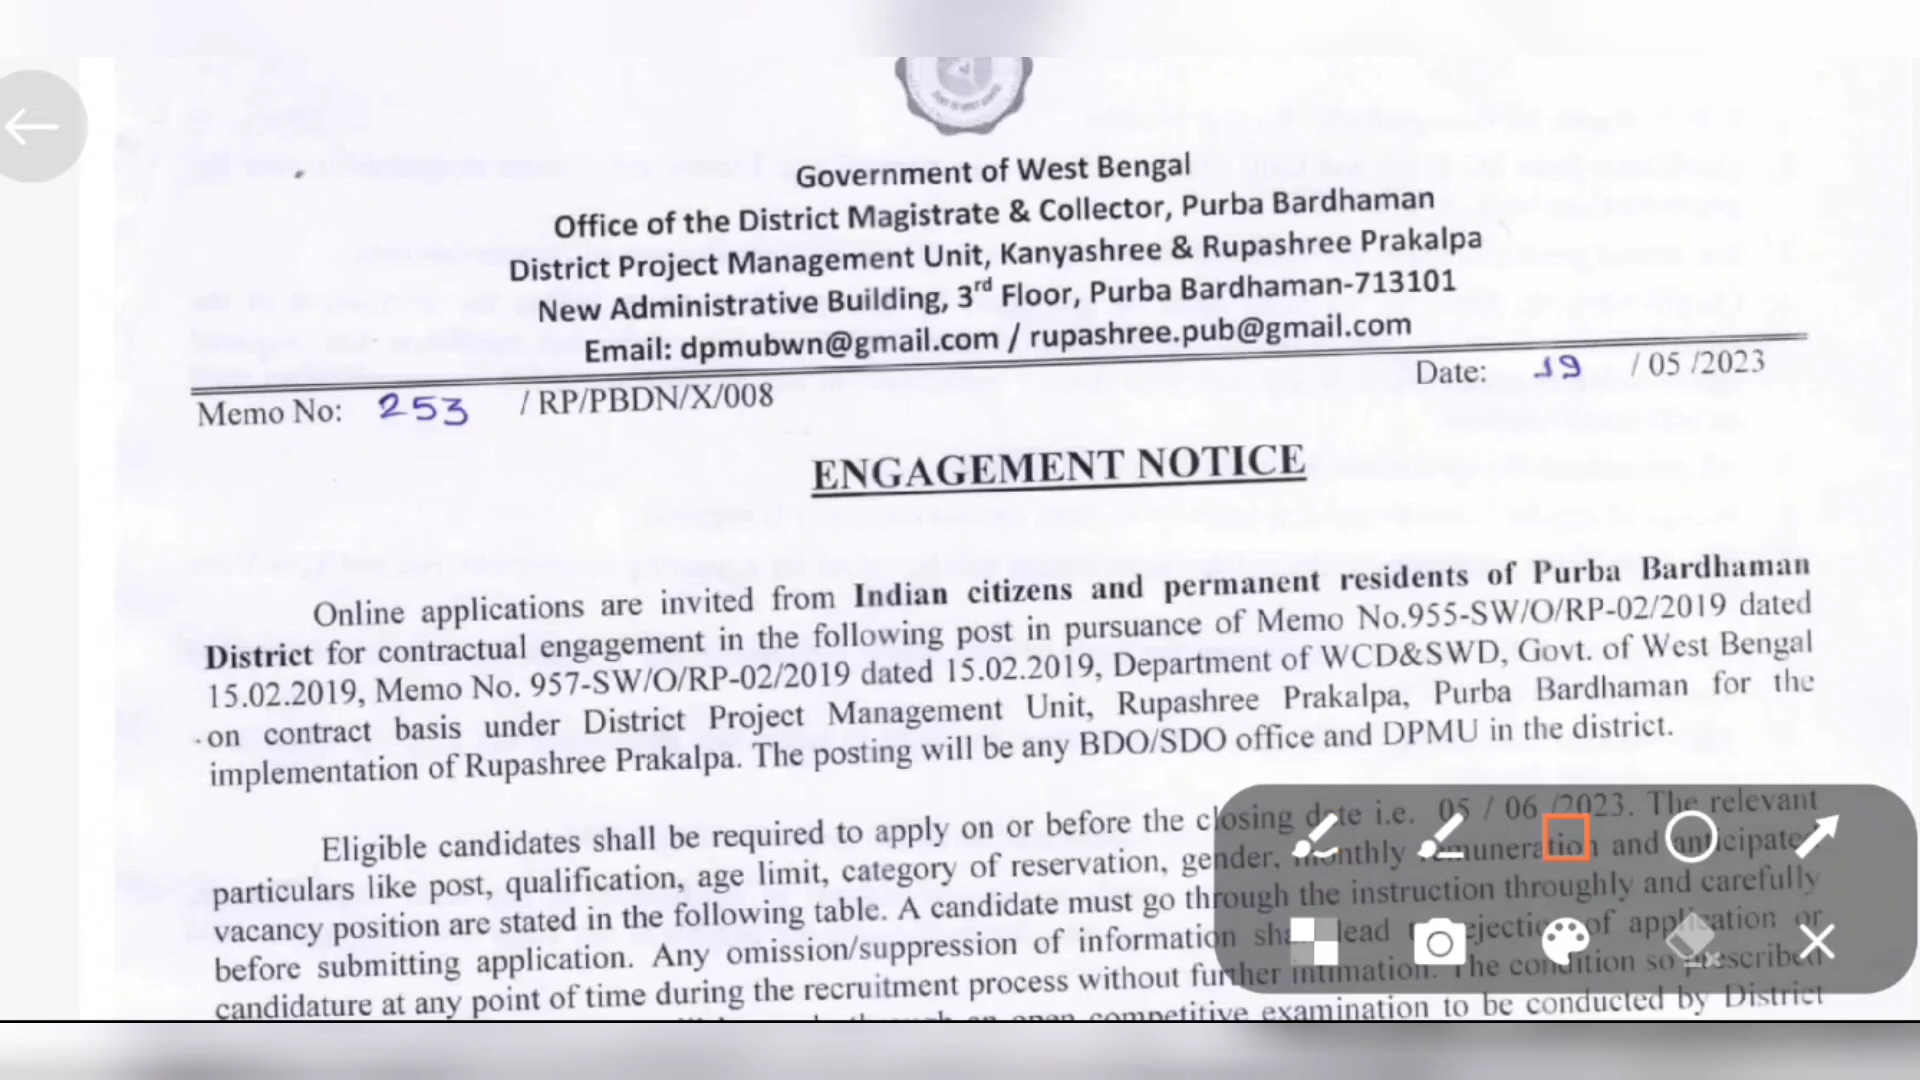 Government of West Bengal
Office of the District Magistrate & Collector, Purba Bardhaman
District Project Management Unit, Kanyashree & Rupashree Prakalpa
New Administrative Building, 3rd Floor, Purba Bardhaman-713101
Email: dpmubwn@gmail.com / rupashree.pub@gmail.com
Memo No: 253 / RP/PBDN/X/008
Date: 19 / 05 /2023
ENGAGEMENT NOTICE
Online applications are invited from Indian citizens and permanent residents of Purba Bardhaman
District for contractual engagement in the following post in pursuance of Memo No.955-SW/O/RP-02/2019 dated
15.02.2019, Memo No. 957-SW/O/RP-02/2019 dated 15.02.2019, Department of WCD&SWD, Govt. of West Bengal
on contract basis under District Project Management Unit, Rupashree Prakalpa, Purba Bardhaman for the
implementation of Rupashree Prakalpa. The posting will be any BDO/SDO office and DPMU in the district.
Eligible candidates shall be required to apply on or before the closing date i.e. 05 / 06 /2023. The relevant
particulars like post, qualification, age limit, category of reservation, gender, monthly remuneration and anticipated
vacancy position are stated in the following table. A candidate must go through the instruction throughly and carefully
before submitting application. Any omission/suppression of information shall lead to rejection of application or
candidature at any point of time during the recruitment process without further intimation. The condition so prescribed
an open competitive examination to be conducted by District